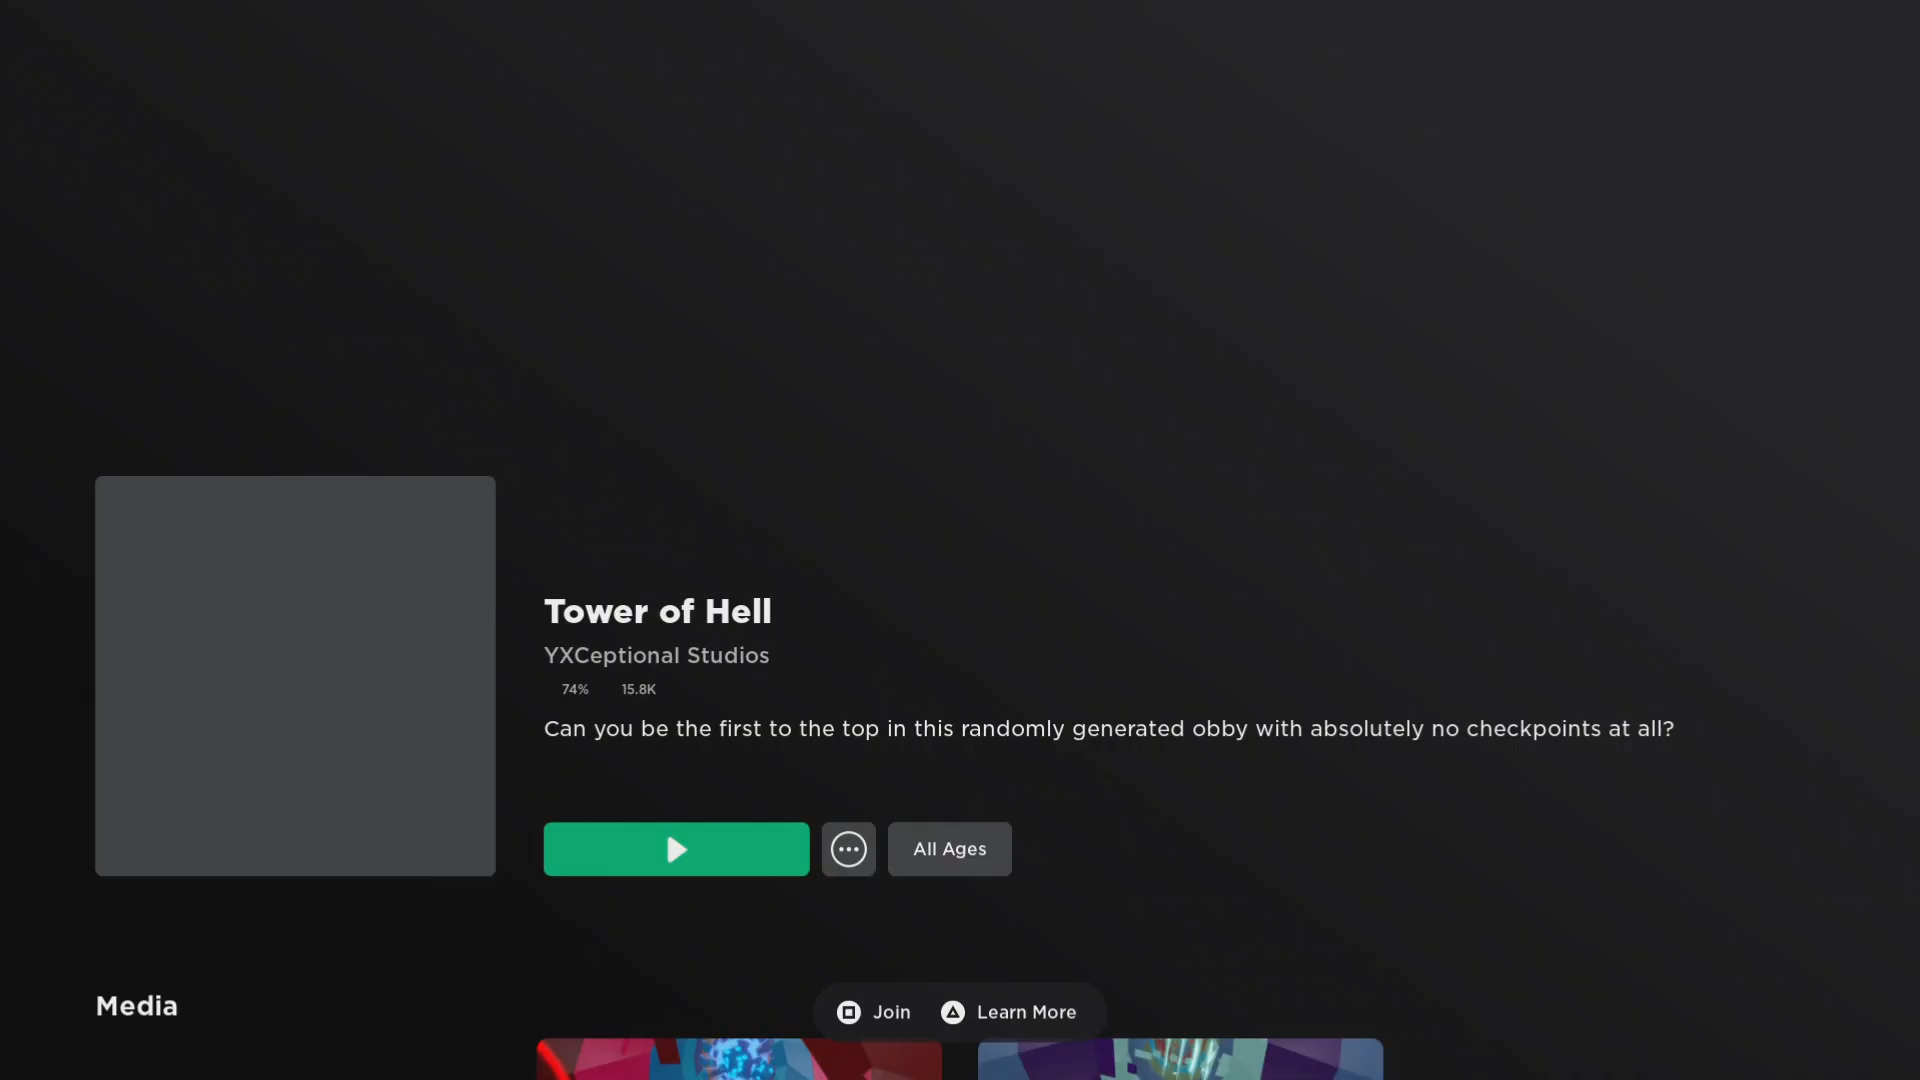 Tower of Hell
YXCeptional Studios
74% 15.8K
Can you be the first to the top in this randomly generated obby with absolutely no checkpoints at all?
All Ages
Media
Join Learn More